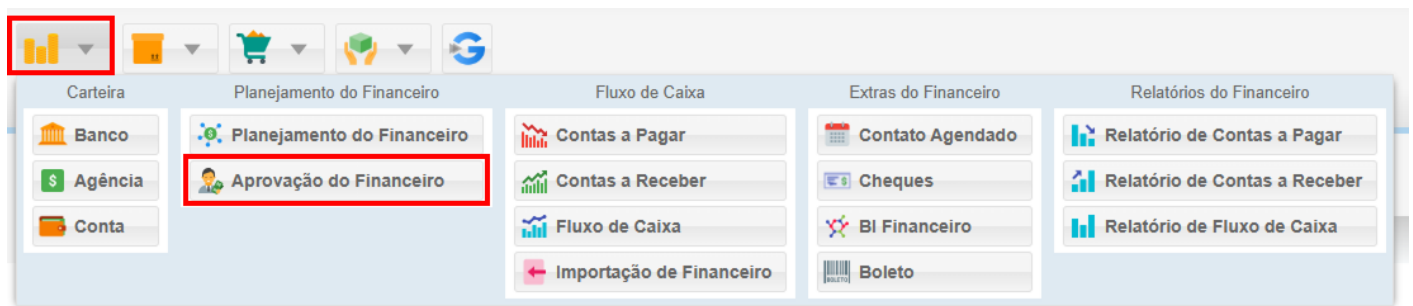 Carteira
Banco
Agência
Conta
Planejamento do Financeiro
Planejamento do Financeiro
Aprovação do Financeiro
Fluxo de Caixa
Contas a Pagar
Contas a Receber
Fluxo de Caixa
Importação de Financeiro
Extras do Financeiro
Contato Agendado
Cheques
BI Financeiro
BOLETO
Boleto
Relatórios do Financeiro
Relatório de Contas a Pagar
Relatório de Contas a Receber
Relatório de Fluxo de Caixa